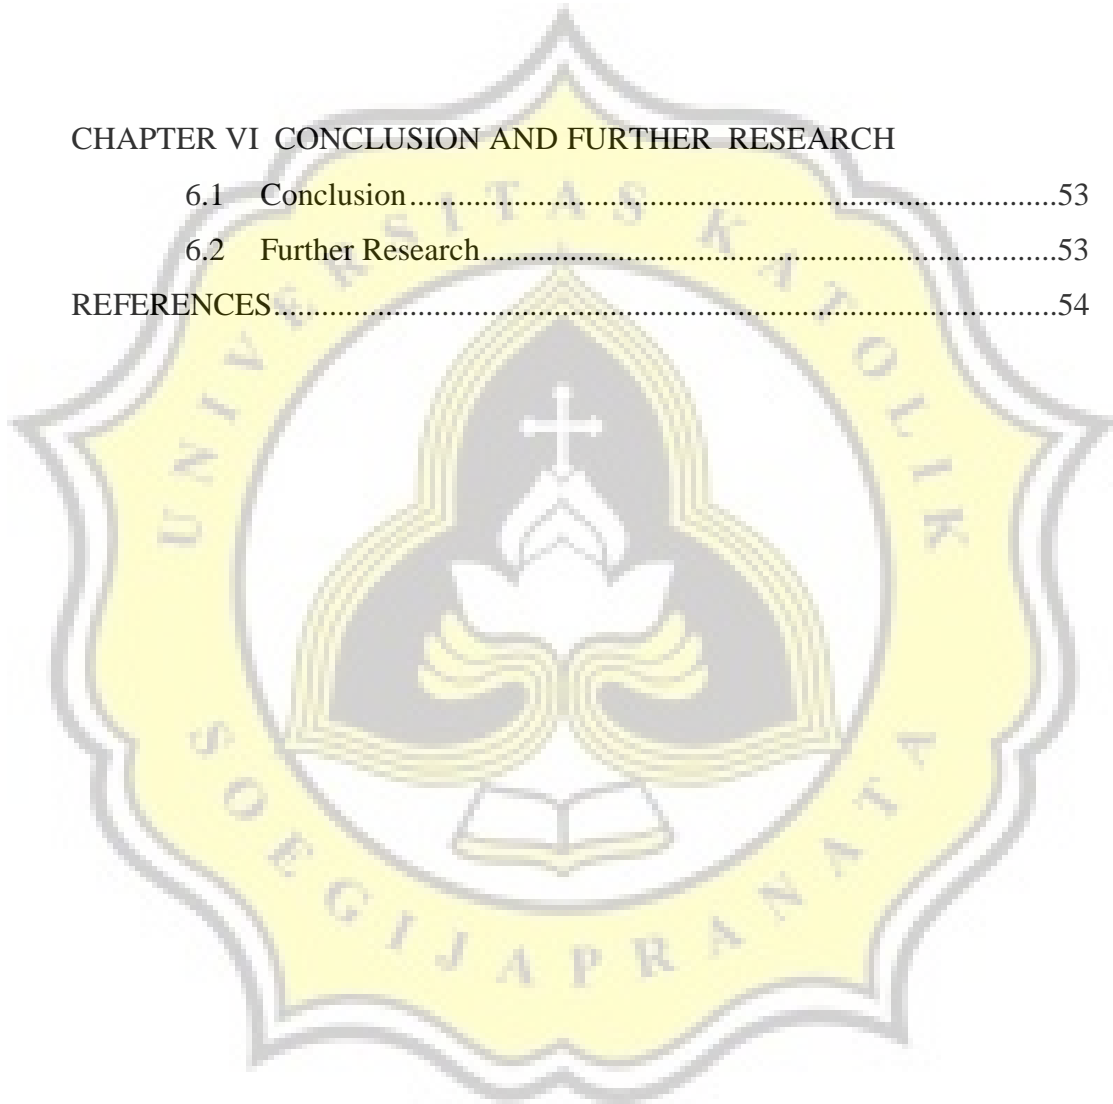 CHAPTER VI CONCLUSION AND FURTHER RESEARCH
6.1 Conclusion................................................................................53
6.2 Further Research.......................................................................53
REFERENCES..................................................................................................54
UNIVERSITAS KATOLIK
SOEGIJAPRANATA